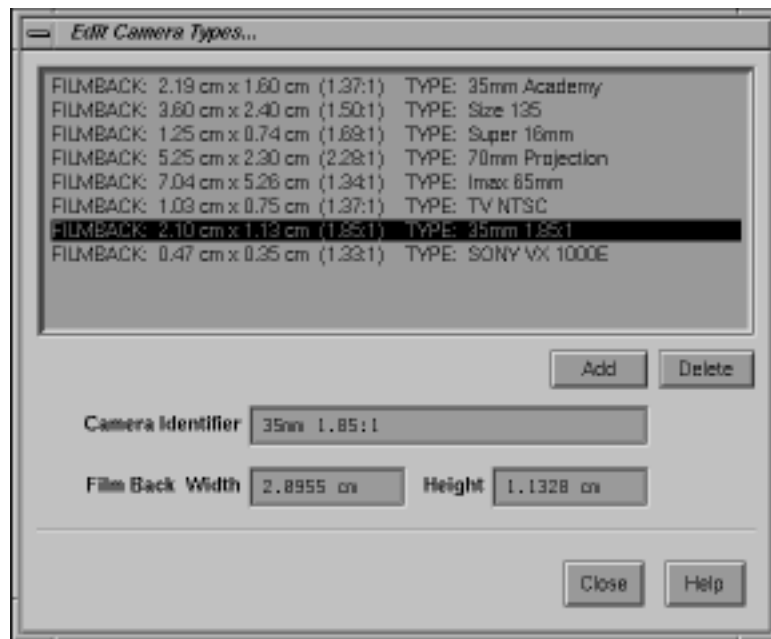 Edit Camera Types...
FILMBACK: 2.19 cm x 1.60 cm (1.37:1) TYPE: 35mm Academy
FILMBACK: 3.60 cm x 2.40 cm (1.50:1) TYPE: Size 135
FILMBACK: 1.25 cm x 0.74 cm (1.69:1) TYPE: Super 16mm
FILMBACK: 5.25 cm x 2.30 cm (2.28:1) TYPE: 70mm Projection
FILMBACK: 7.04 cm x 5.26 cm (1.34:1) TYPE: Imax 65mm
FILMBACK: 1.03 cm x 0.75 cm (1.37:1) TYPE: TV NTSC
FILMBACK: 2.10 cm x 1.13 cm (1.85:1) TYPE: 35mm 1.85:1
FILMBACK: 0.47 cm x 0.35 cm (1.33:1) TYPE: SONY VX 1000E
Add Delete
Camera Identifier 35mm 1.85:1
Film Back Width 2.0955 cm Height 1.1328 cm
Close Help